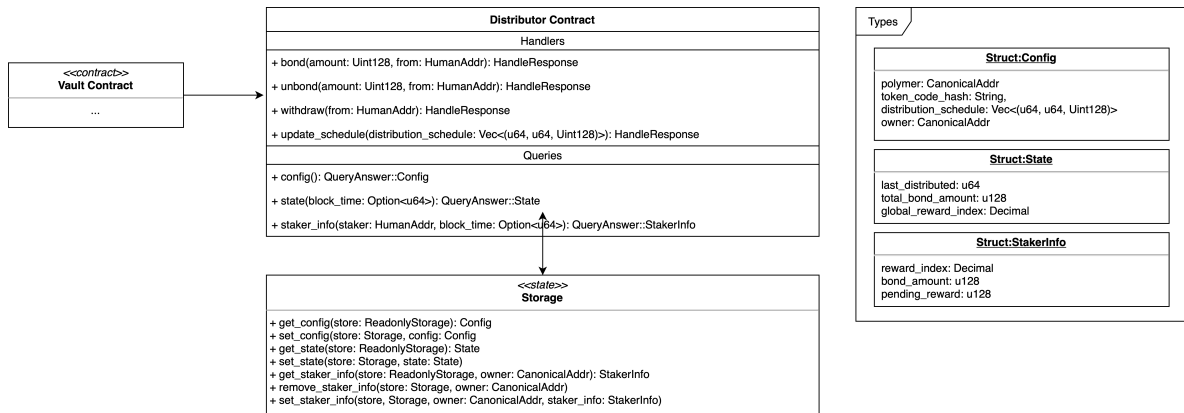 <<contract>>
Vault Contract
...
Distributor Contract
Handlers
+ bond(amount: Uint128, from: HumanAddr): HandleResponse
+ unbond(amount: Uint128, from: HumanAddr): HandleResponse
+ withdraw(from: HumanAddr): HandleResponse
+ update_schedule(distribution_schedule: Vec<(u64, u64, Uint128)>): HandleResponse
Queries
+ config(): QueryAnswer::Config
+ state(block_time: Option<u64>): QueryAnswer::State
+ staker_info(staker: HumanAddr, block_time: Option<u64>): QueryAnswer::StakerInfo
<<state>>
Storage
+ get_config(store: ReadonlyStorage): Config
+ set_config(store: Storage, config: Config
+ get_state(store: ReadonlyStorage): State
+ set_state(store: Storage, state: State)
+ get_staker_info(store: ReadonlyStorage, owner: CanonicalAddr): StakerInfo
+ remove_staker_info(store: Storage, owner: CanonicalAddr)
+ set_staker_info(store, Storage, owner: CanonicalAddr, staker_info: StakerInfo)
Types
Struct:Config
polymer: CanonicalAddr
token_code_hash: String,
distribution_schedule: Vec<(u64, u64, Uint128)>
owner: CanonicalAddr
Struct:State
last_distributed: u64
total_bond_amount: u128
global_reward_index: Decimal
Struct:StakerInfo
reward_index: Decimal
bond_amount: u128
pending_reward: u128